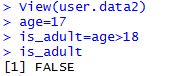 > View(user.data2)
> age=17
> is_adult=age>18
> is_adult
[1] FALSE